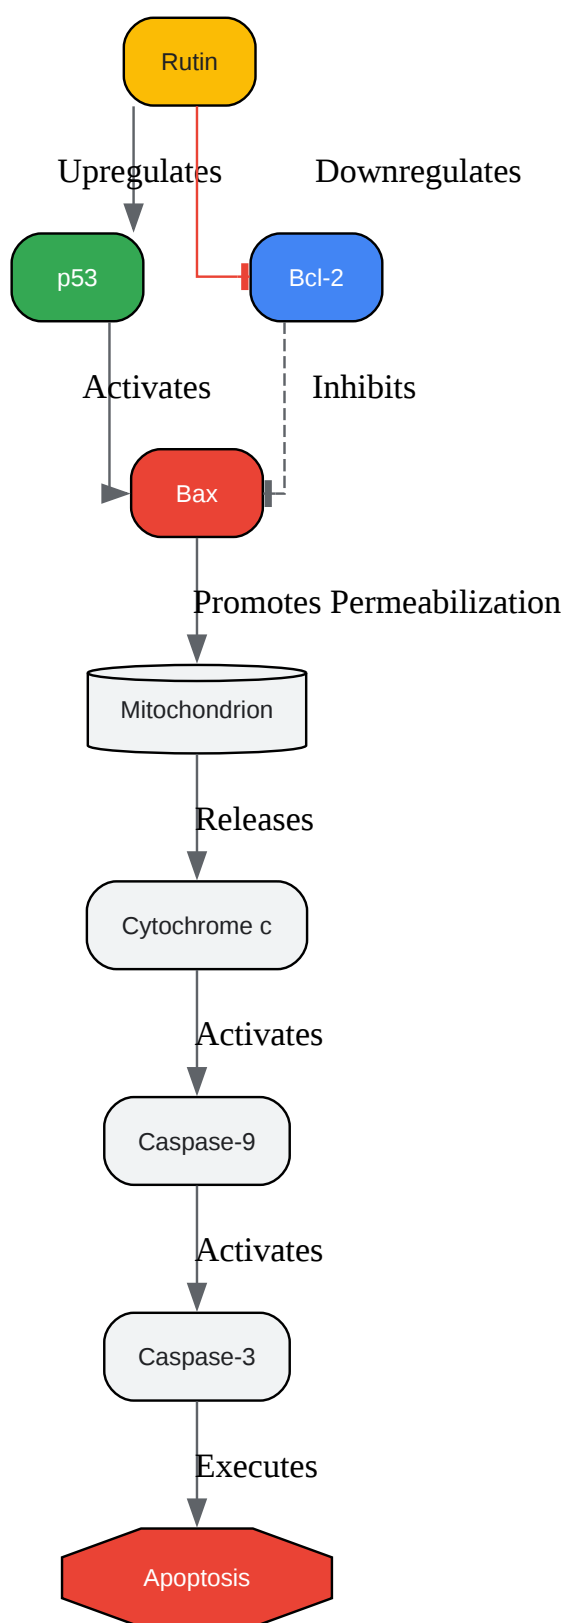 Rutin
Upregulates
Downregulates
p53
Bcl-2
Activates
Inhibits
Bax
Promotes Permeabilization
Mitochondrion
Releases
Cytochrome c
Activates
Caspase-9
Activates
Caspase-3
Executes
Apoptosis